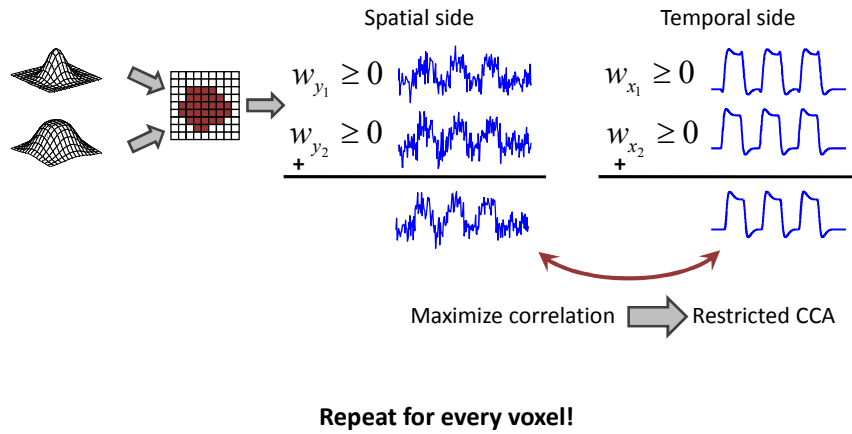 Spatial side
Temporal side
w_{y_1} ≥ 0
w_{x_1} ≥ 0
w_{y_2} ≥ 0
w_{x_2} ≥ 0
+
+
Maximize correlation
Restricted CCA
Repeat for every voxel!